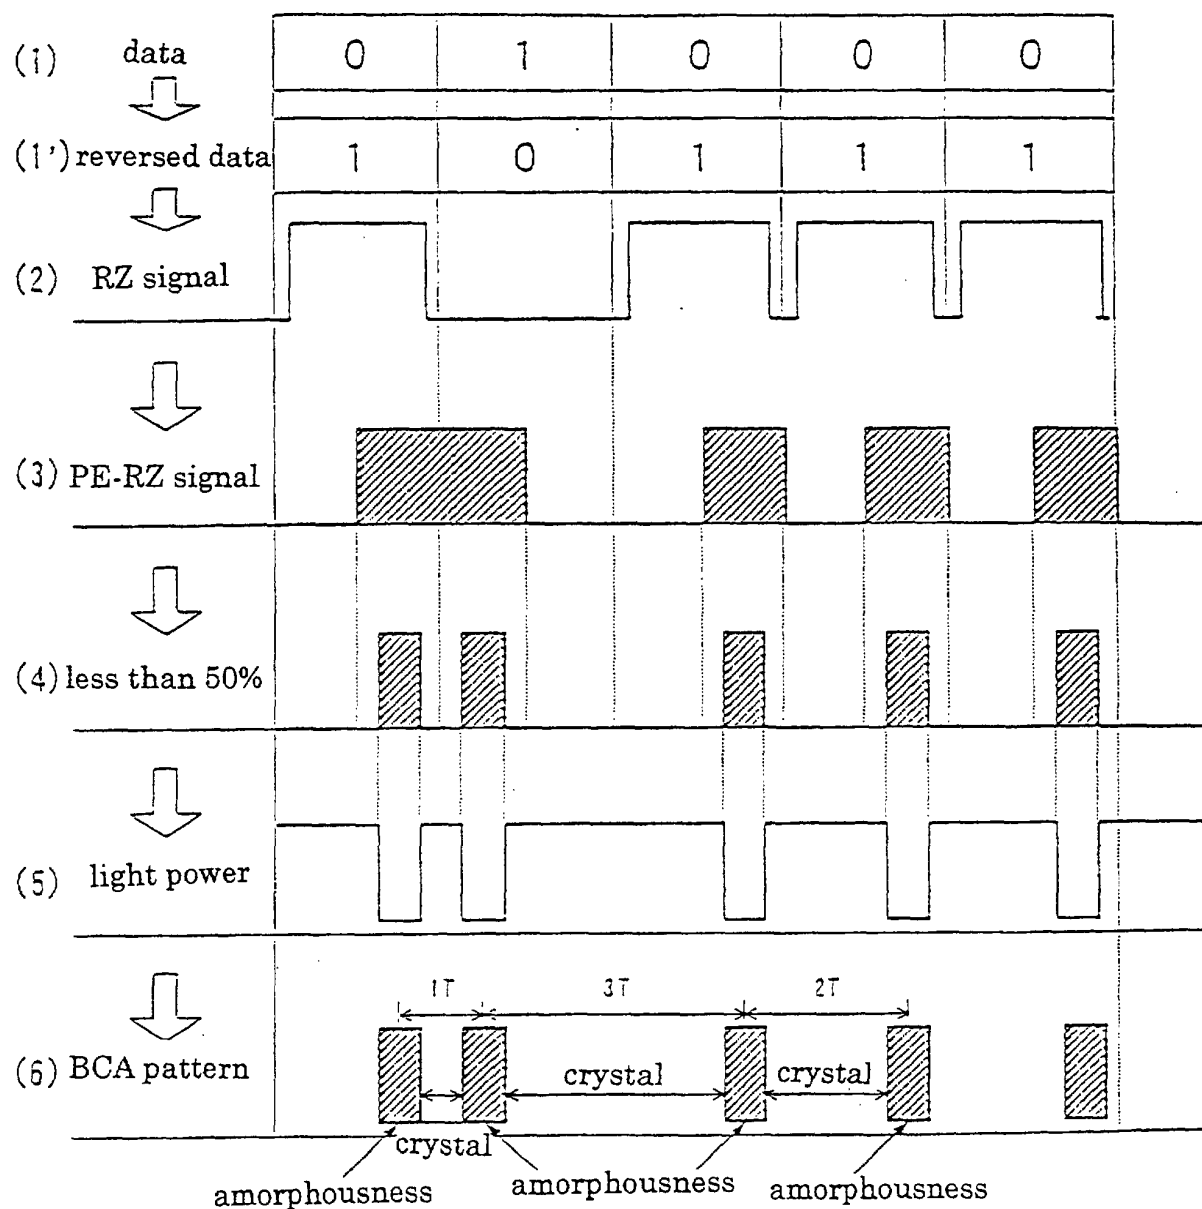 (1) data 0 1 0 0 0
(1') reversed data 1 0 1 1 1
(2) RZ signal
(3) PE-RZ signal
(4) less than 50%
(5) light power
1T 3T 2T
(6) BCA pattern crystal crystal
crystal
amorphousness amorphousness amorphousness